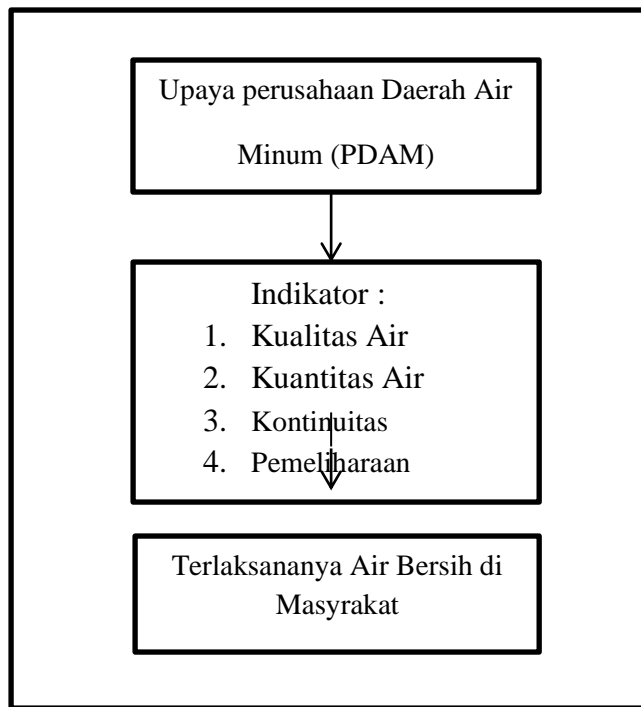 Upaya perusahaan Daerah Air
Minum (PDAM)
Indikator :
1. Kualitas Air
2. Kuantitas Air
3. Kontinuitas
4. Pemeliharaan
Terlaksananya Air Bersih di
Masyrakat